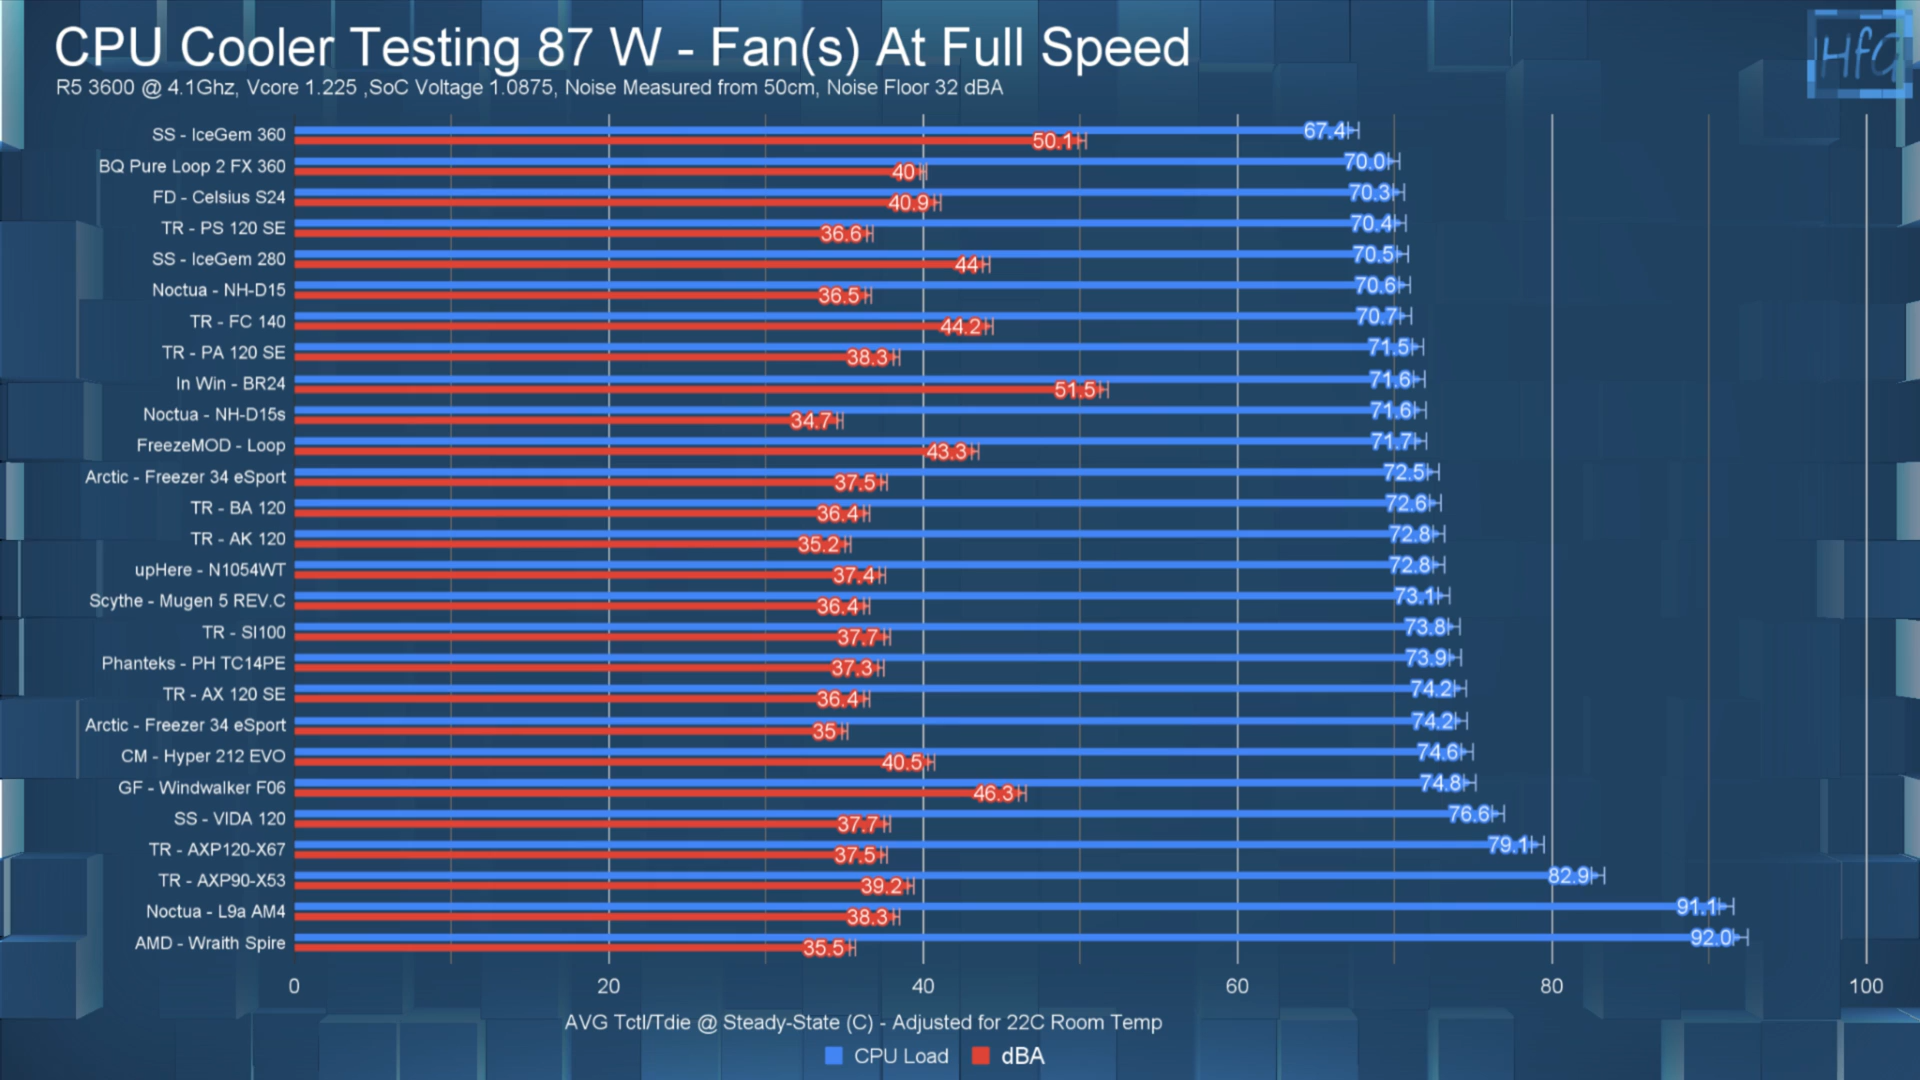 CPU Cooler Testing 87 W - Fan(s) At Full Speed
HfG
R5 3600 @ 4.1Ghz, Vcore 1.225 ,SoC Voltage 1.0875, Noise Measured from 50cm, Noise Floor 32 dBA
SS - IceGem 360 67.4 50.1
BQ Pure Loop 2 FX 360 70.0 40
FD - Celsius S24 70.3 40.9
TR - PS 120 SE 70.4 36.6
SS - IceGem 280 70.5 44
Noctua - NH-D15 70.6 36.5
TR - FC 140 70.7 44.2
TR - PA 120 SE 71.5 38.3
In Win - BR24 71.6 51.5
Noctua - NH-D15s 71.6 34.7
FreezeMOD - Loop 71.7 43.3
Arctic - Freezer 34 eSport 72.5 37.5
TR - BA 120 72.6 36.4
TR - AK 120 72.8 35.2
upHere - N1054WT 72.8 37.4
Scythe - Mugen 5 REV.C 73.1 36.4
TR - SI100 73.8 37.7
Phanteks - PH TC14PE 73.9 37.3
TR - AX 120 SE 74.2 36.4
Arctic - Freezer 34 eSport 74.2 35
CM - Hyper 212 EVO 74.6 40.5
GF - Windwalker F06 74.8 46.3
SS - VIDA 120 76.6 37.7
TR - AXP120-X67 79.1 37.5
TR - AXP90-X53 82.9 39.2
Noctua - L9a AM4 91.1 38.3
AMD - Wraith Spire 92.0 35.5
0 20 40 60 80 100
AVG Tctl/Tdie @ Steady-State (C) - Adjusted for 22C Room Temp
CPU Load dBA